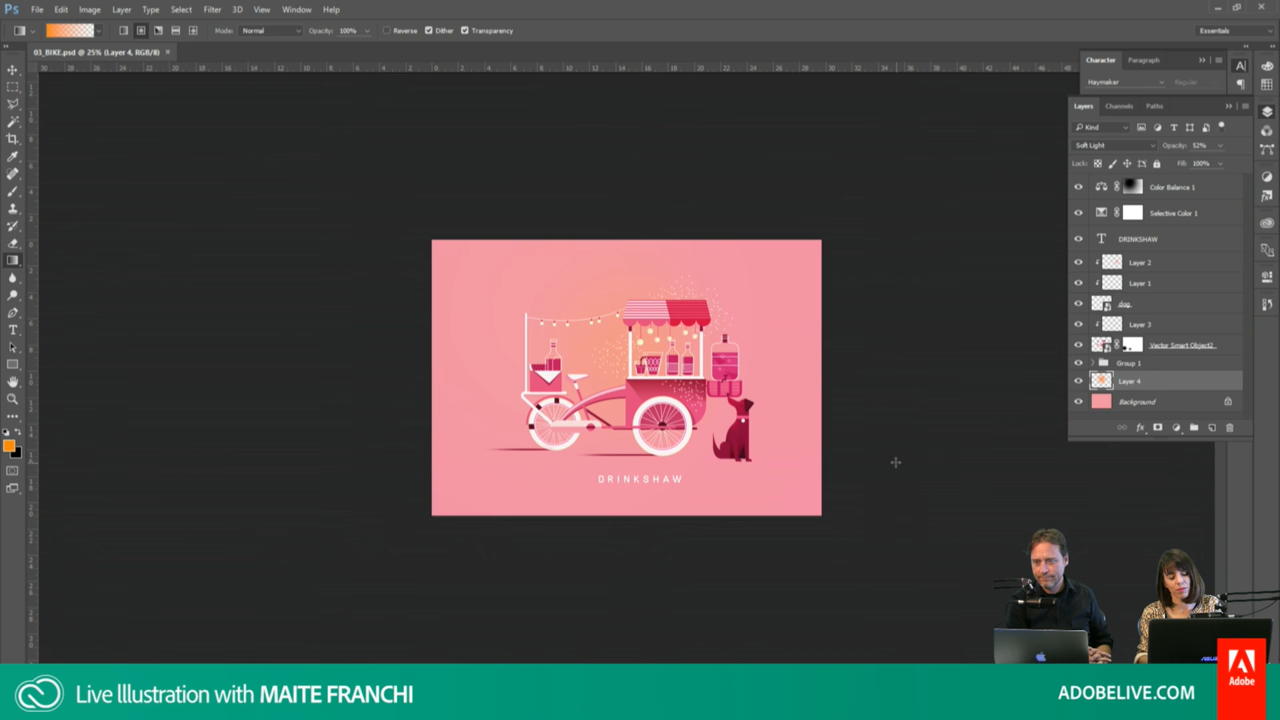 Ps File Edit Image Layer Type Select Filter 3D View Window Help
Mode: Normal Opacity: 100% Reverse Dither Transparency Essentials
03_BIKE.psd @ 25% (Layer 4, RGB/8)
Character Paragraph
Haymaker Regular
Layers Channels Paths
Kind
Soft Light Opacity: 52%
Lock: Fill: 100%
Color Balance 1
Selective Color 1
T DRINKSHAW
Layer 2
Layer 1
dog
Layer 3
Vector Smart Object2
Group 1
Layer 4
Background
DRINKSHAW
Live Illustration with MAITE FRANCHI
ADOBELIVE.COM
Adobe